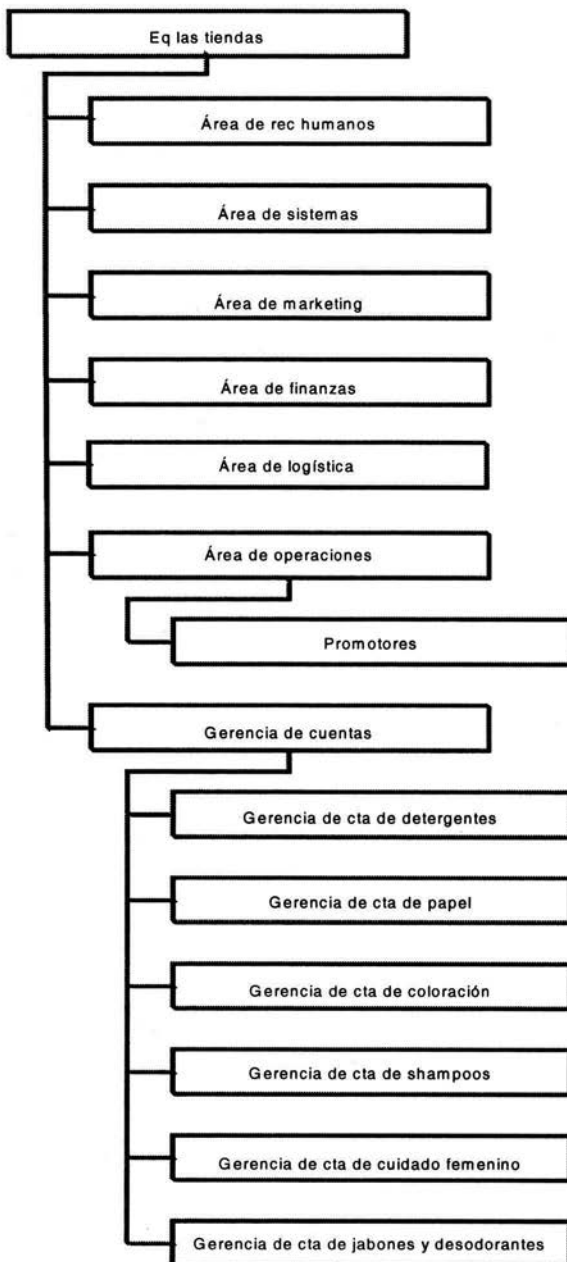 Eq las tiendas
Área de rec humanos
Área de sistemas
Área de marketing
Área de finanzas
Área de logística
Área de operaciones
Promotores
Gerencia de cuentas
Gerencia de cta de detergentes
Gerencia de cta de papel
Gerencia de cta de coloración
Gerencia de cta de shampoos
Gerencia de cta de cuidado femenino
Gerencia de cta de jabones y desodorantes